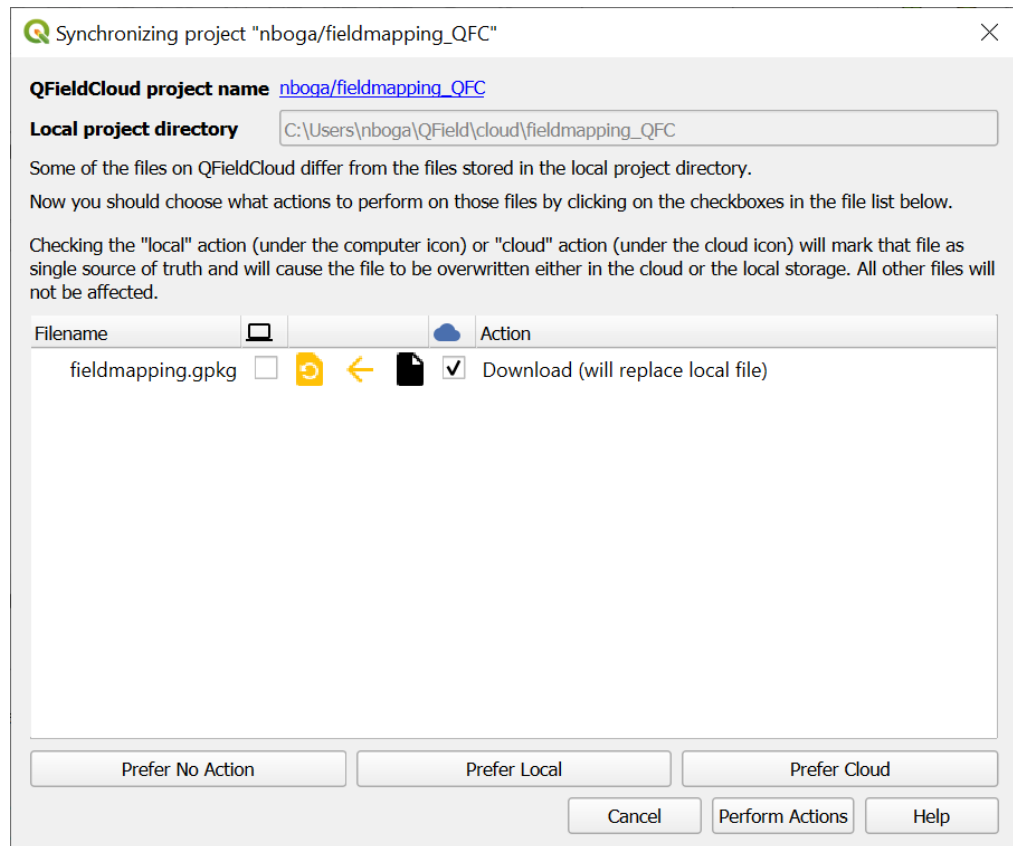 Synchronizing project "nboga/fieldmapping_QFC"
QFieldCloud project name nboga/fieldmapping_QFC
Local project directory C:\Users\nboga\QField\cloud\fieldmapping_QFC
Some of the files on QFieldCloud differ from the files stored in the local project directory.
Now you should choose what actions to perform on those files by clicking on the checkboxes in the file list below.
Checking the "local" action (under the computer icon) or "cloud" action (under the cloud icon) will mark that file as
single source of truth and will cause the file to be overwritten either in the cloud or the local storage. All other files will
not be affected.
Filename Action
fieldmapping.gpkg Download (will replace local file)
Prefer No Action Prefer Local Prefer Cloud
Cancel Perform Actions Help